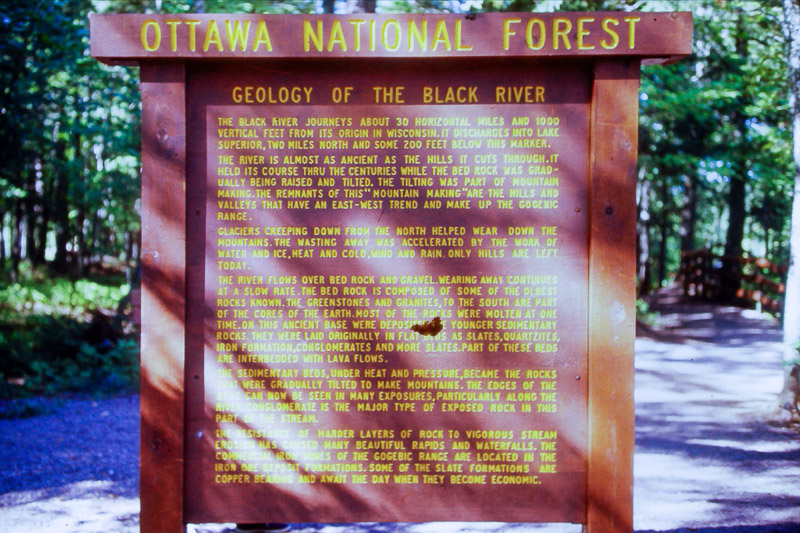 OTTAWA NATIONAL FOREST
GEOLOGY OF THE BLACK RIVER
THE BLACK RIVER JOURNEYS ABOUT 30 HORIZONTAL MILES AND 1000
VERTICAL FEET FROM ITS ORIGIN IN WISCONSIN. IT DISCHARGES INTO LAKE
SUPERIOR, TWO MILES NORTH AND SOME 200 FEET BELOW THIS MARKER.
THE RIVER IS ALMOST AS ANCIENT AS THE HILLS IT CUTS THROUGH. IT
HELD ITS COURSE THRU THE CENTURIES WHILE THE BED ROCK WAS GRAD-
UALLY BEING RAISED AND TILTED. THE TILTING WAS PART OF MOUNTAIN
MAKING. THE REMNANTS OF THIS "MOUNTAIN MAKING" ARE THE HILLS AND
VALLEYS THAT HAVE AN EAST-WEST TREND AND MAKE UP THE GOGEBIC
RANGE.
GLACIERS CREEPING DOWN FROM THE NORTH HELPED WEAR DOWN THE
MOUNTAINS. THE WASTING AWAY WAS ACCELERATED BY THE WORK OF
WATER AND ICE, HEAT AND COLD, WIND AND RAIN. ONLY HILLS ARE LEFT
TODAY.
THE RIVER FLOWS OVER BED ROCK AND GRAVEL. WEARING AWAY CONTINUES
AT A SLOW RATE. THE BED ROCK IS COMPOSED OF SOME OF THE OLDEST
ROCKS KNOWN. THE GREENSTONES AND GRANITES, TO THE SOUTH ARE PART
OF THE CORES OF THE EARTH. MOST OF THE ROCKS WERE MOLTEN AT ONE
TIME. ON THIS ANCIENT BASE WERE YOUNGER SEDIMENTARY
ROCKS. THEY WERE LAID ORIGINALLY IN FLAT AS SLATES, QUARTZITES,
IRON FORMATION, CONGLOMERATES AND MORE SLATES. PART OF THESE BEDS
ARE INTERBEDDED WITH LAVA FLOWS.
THE SEDIMENTARY BEDS, UNDER HEAT AND PRESSURE, BECAME THE ROCKS
THAT WERE GRADUALLY TILTED TO MAKE MOUNTAINS. THE EDGES OF THE
BEDS CAN NOW BE SEEN IN MANY EXPOSURES, PARTICULARLY ALONG THE
RIVER. CONGLOMERATE IS THE MAJOR TYPE OF EXPOSED ROCK IN THIS
PART OF THE STREAM.
THE RESISTANCE OF HARDER LAYERS OF ROCK TO VIGOROUS STREAM
EROSION HAS CAUSED MANY BEAUTIFUL RAPIDS AND WATERFALLS. THE
COMMERCIAL IRON MINES OF THE GOGEBIC RANGE ARE LOCATED IN THE
IRON ORE DEPOSIT FORMATIONS. SOME OF THE SLATE FORMATIONS ARE
COPPER BEARING AND AWAIT THE DAY WHEN THEY BECOME ECONOMIC.